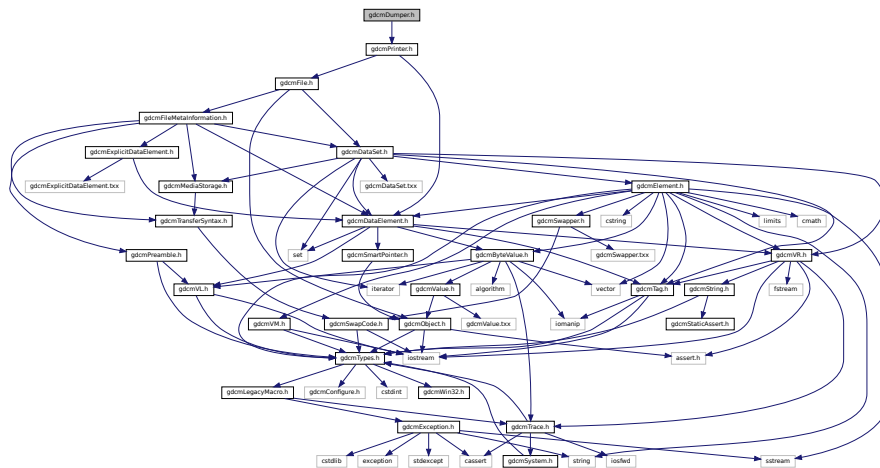 gdcmDumper.h
gdcmPrinter.h
gdcmFile.h
gdcmFileMetaInformation.h
gdcmExplicitDataElement.h
gdcmDataSet.h
gdcmExplicitDataElement.txx
gdcmMediaStorage.h
gdcmDataSet.txx
gdcmElement.h
gdcmTransferSyntax.h
gdcmDataElement.h
gdcmSwapper.h
cstring
limits
cmath
gdcmPreamble.h
set
gdcmSmartPointer.h
gdcmByteValue.h
gdcmSwapper.txx
gdcmVR.h
gdcmVL.h
iterator
gdcmValue.h
algorithm
vector
gdcmTag.h
gdcmString.h
fstream
gdcmVM.h
gdcmSwapCode.h
gdcmObject.h
gdcmValue.txx
iomanip
gdcmStaticAssert.h
gdcmTypes.h
iostream
assert.h
gdcmLegacyMacro.h
gdcmConfigure.h
cstdint
gdcmWin32.h
gdcmException.h
gdcmTrace.h
cstdlib
exception
stdexcept
cassert
gdcmSystem.h
string
iosfwd
sstream